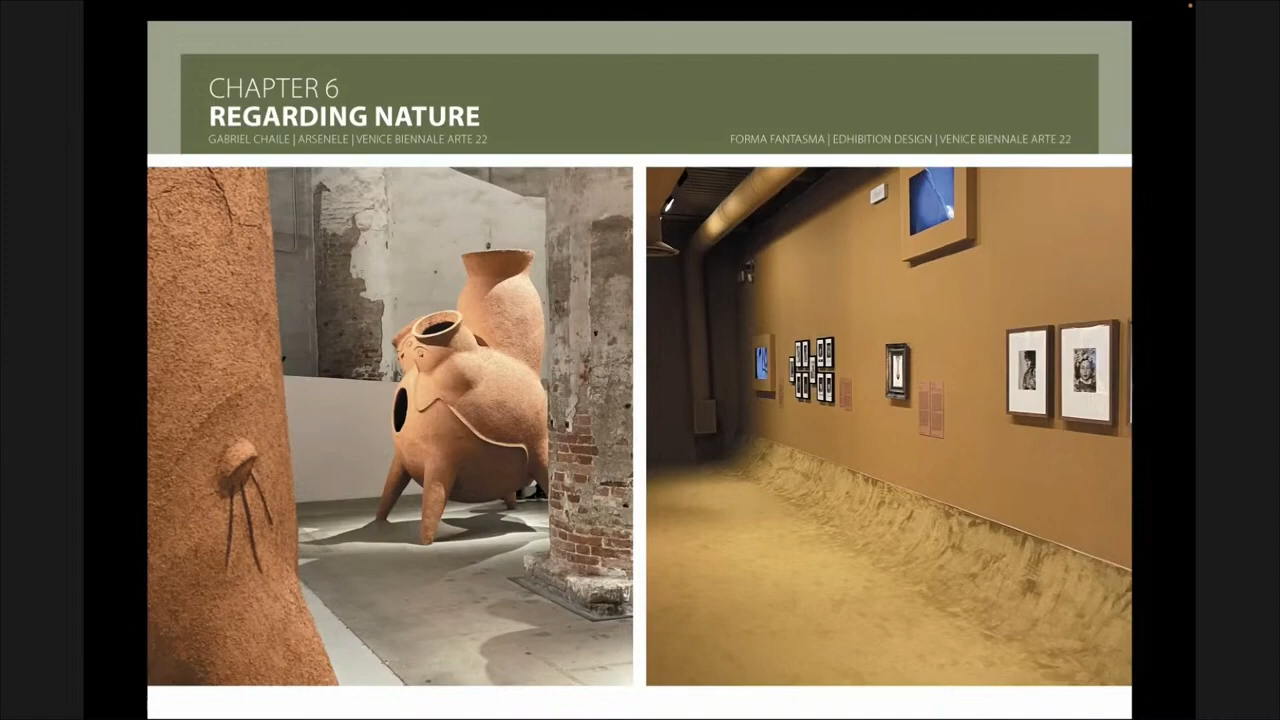 CHAPTER 6
REGARDING NATURE
GABRIEL CHAILE | ARSENELE | VENICE BIENNALE ARTE 22
FORMA FANTASMA | EDHIBITION DESIGN | VENICE BIENNALE ARTE 22